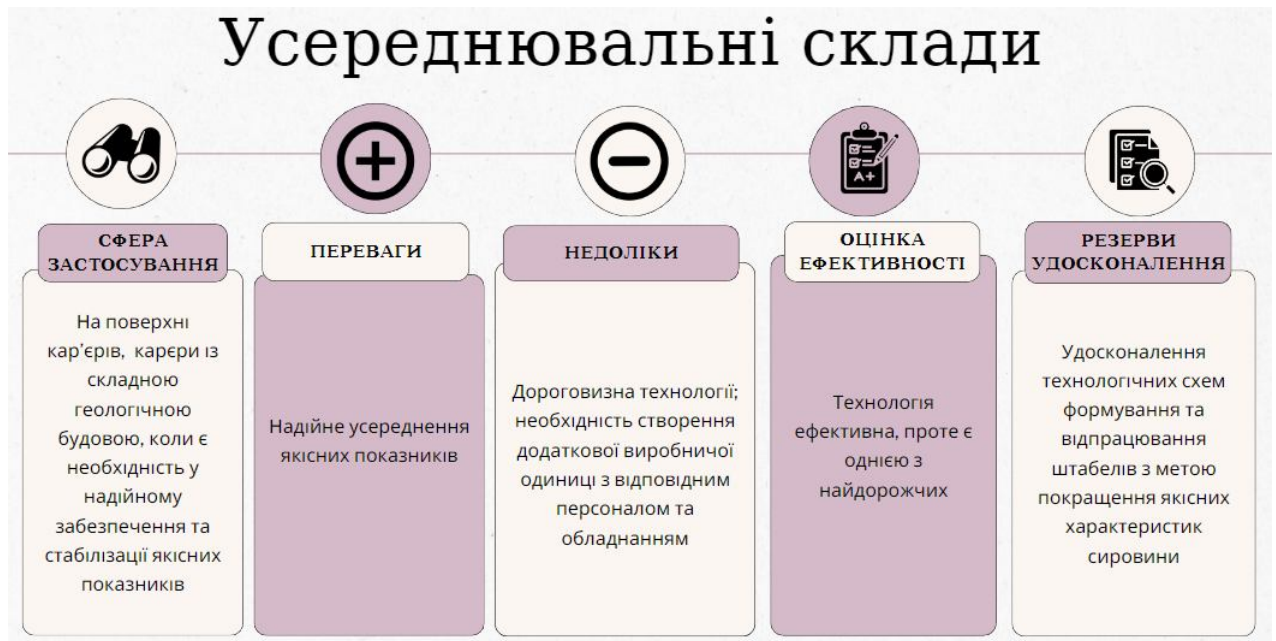 Усереднювальні склади
СФЕРА
ЗАСТОСУВАННЯ
На поверхні
кар’єрів, карєри із
складною
геологічною
будовою, коли є
необхідність у
надійному
забезпечення та
стабілізації якісних
показників
ПЕРЕВАГИ
Надійне усереднення
якісних показників
НЕДОЛІКИ
Дороговизна технології;
необхідність створення
додаткової виробничої
одиниці з відповідним
персоналом та
обладнанням
A+
ОЦІНКА
ЕФЕКТИВНОСТІ
Технологія
ефективна, проте є
однією з
найдорожчих
РЕЗЕРВИ
УДОСКОНАЛЕННЯ
Удосконалення
технологічних схем
формування та
відпрацювання
штабелів з метою
покращення якісних
характеристик
сировини